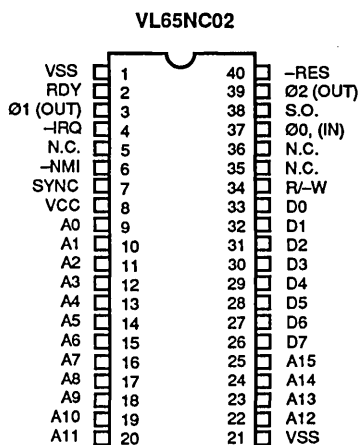 VL65NC02
VSS 1 40 –RES
RDY 2 39 Ø2 (OUT)
Ø1 (OUT) 3 38 S.O.
–IRQ 4 37 Ø0, (IN)
N.C. 5 36 N.C.
–NMI 6 35 N.C.
SYNC 7 34 R/–W
VCC 8 33 D0
A0 9 32 D1
A1 10 31 D2
A2 11 30 D3
A3 12 29 D4
A4 13 28 D5
A5 14 27 D6
A6 15 26 D7
A7 16 25 A15
A8 17 24 A14
A9 18 23 A13
A10 19 22 A12
A11 20 21 VSS